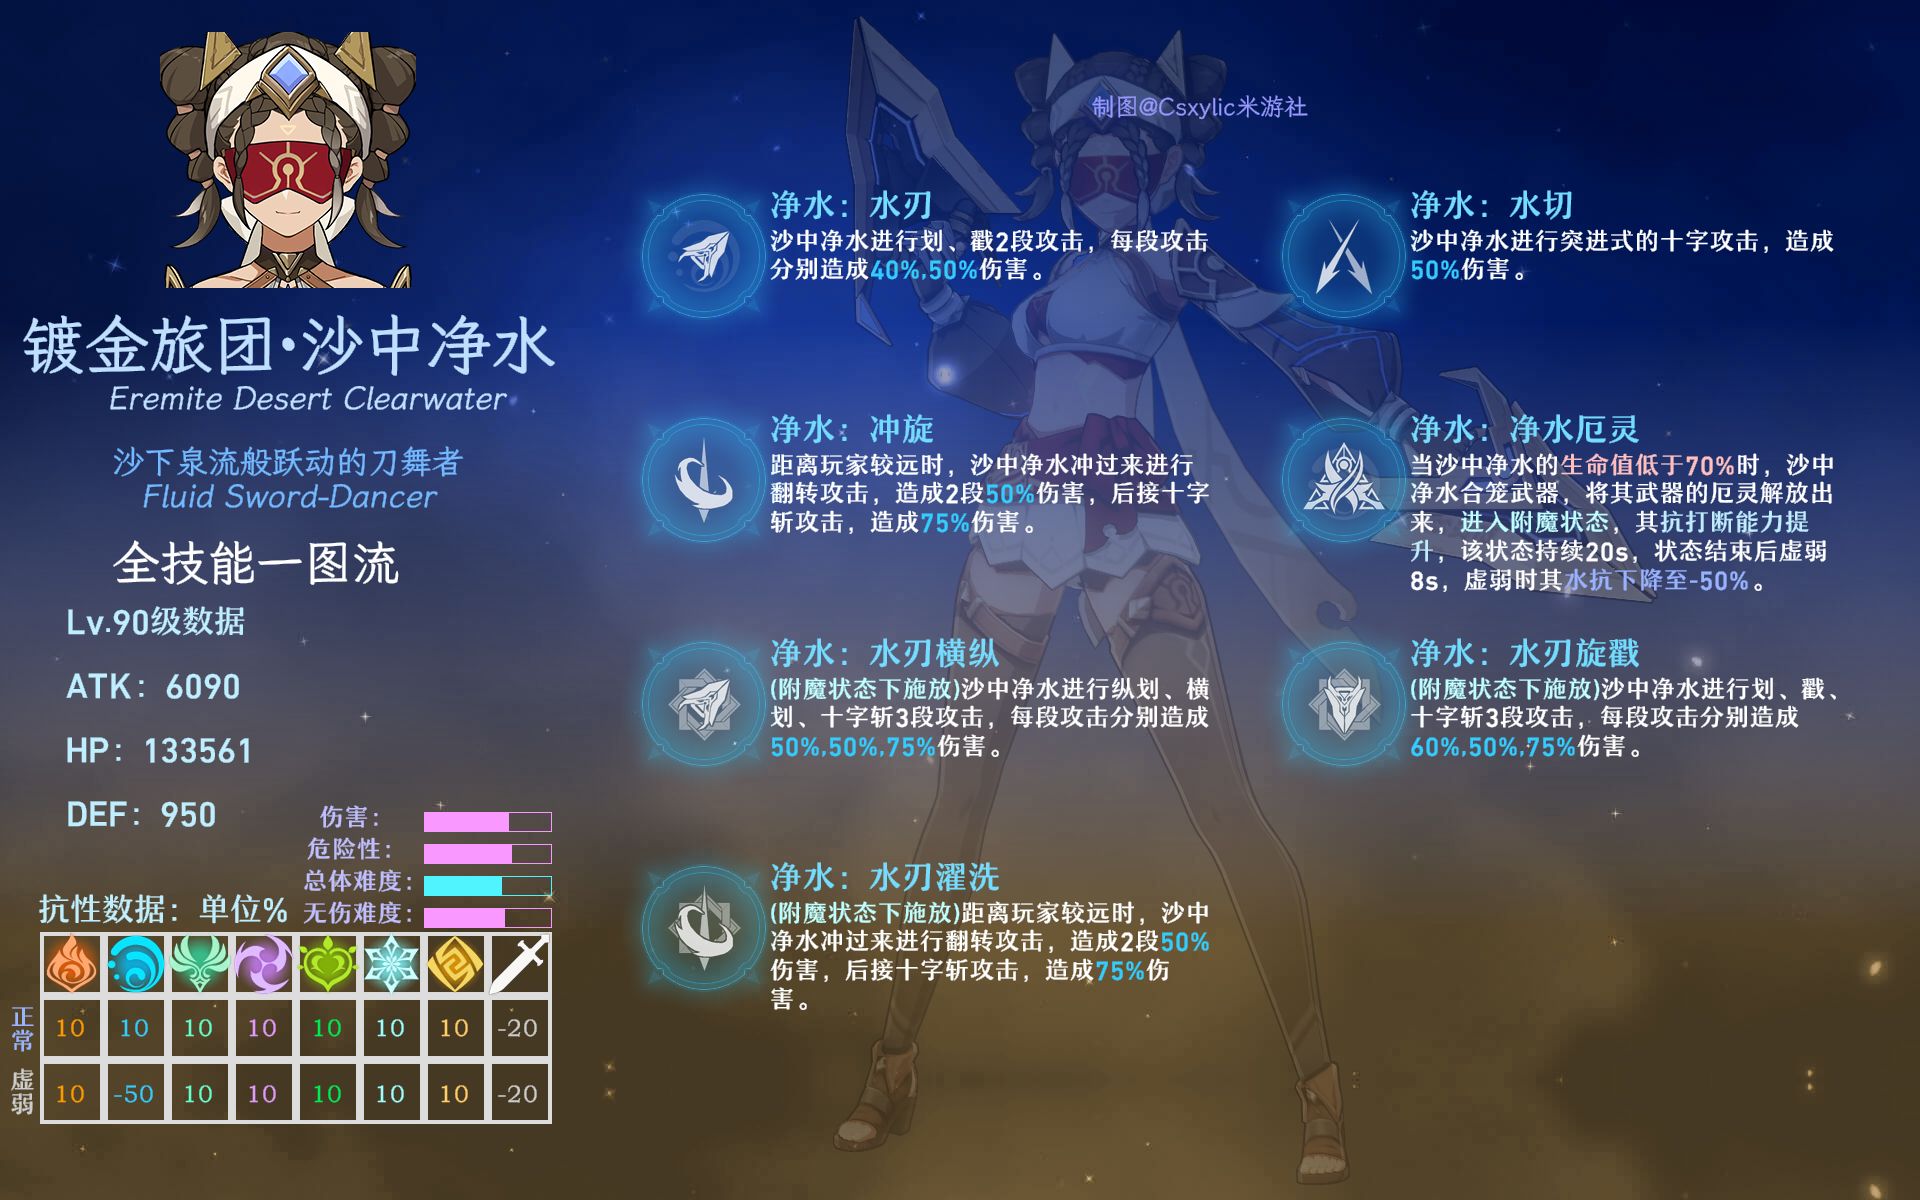 制图@Csxylic米游社
镀金旅团·沙中净水
Eremite Desert Clearwater
沙下泉流般跃动的刀舞者
Fluid Sword-Dancer
全技能一图流
Lv.90级数据
ATK：6090
HP：133561
DEF：950
伤害：
危险性：
总体难度：
无伤难度：
抗性数据：单位%
正常
10 10 10 10 10 10 10 -20
虚弱
10 -50 10 10 10 10 10 -20
净水：水刃
沙中净水进行划、戳2段攻击，每段攻击
分别造成40%,50%伤害。
净水：水切
沙中净水进行突进式的十字攻击，造成
50%伤害。
净水：冲旋
距离玩家较远时，沙中净水冲过来进行
翻转攻击，造成2段50%伤害，后接十字
斩攻击，造成75%伤害。
净水：净水厄灵
当沙中净水的生命值低于70%时，沙中
净水合笼武器，将其武器的厄灵解放出
来，进入附魔状态，其抗打断能力提
升，该状态持续20s，状态结束后虚弱
8s，虚弱时其水抗下降至-50%。
净水：水刃横纵
(附魔状态下施放)沙中净水进行纵划、横
划、十字斩3段攻击，每段攻击分别造成
50%,50%,75%伤害。
净水：水刃旋戳
(附魔状态下施放)沙中净水进行划、戳、
十字斩3段攻击，每段攻击分别造成
60%,50%,75%伤害。
净水：水刃濯洗
(附魔状态下施放)距离玩家较远时，沙中
净水冲过来进行翻转攻击，造成2段50%
伤害，后接十字斩攻击，造成75%伤
害。